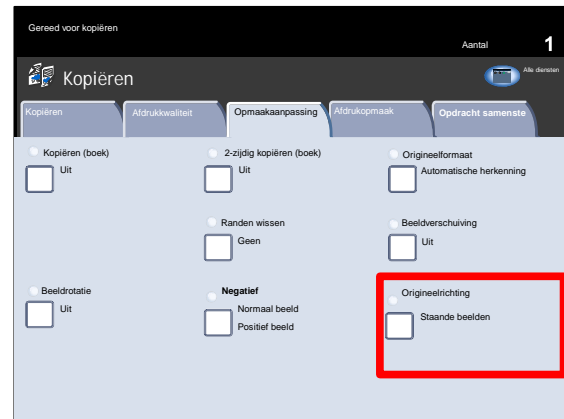 Gereed voor kopiëren
Aantal 1
Kopiëren
Alle diensten
Kopiëren
Afdrukkwaliteit
Opmaakaanpassing
Afdrukopmaak
Opdracht samenste
Kopiëren (boek)
Uit
2-zijdig kopiëren (boek)
Uit
Origineelformaat
Automatische herkenning
Randen wissen
Geen
Beeldverschuiving
Uit
Beeldrotatie
Uit
Negatief
Normaal beeld
Positief beeld
Origineelrichting
Staande beelden